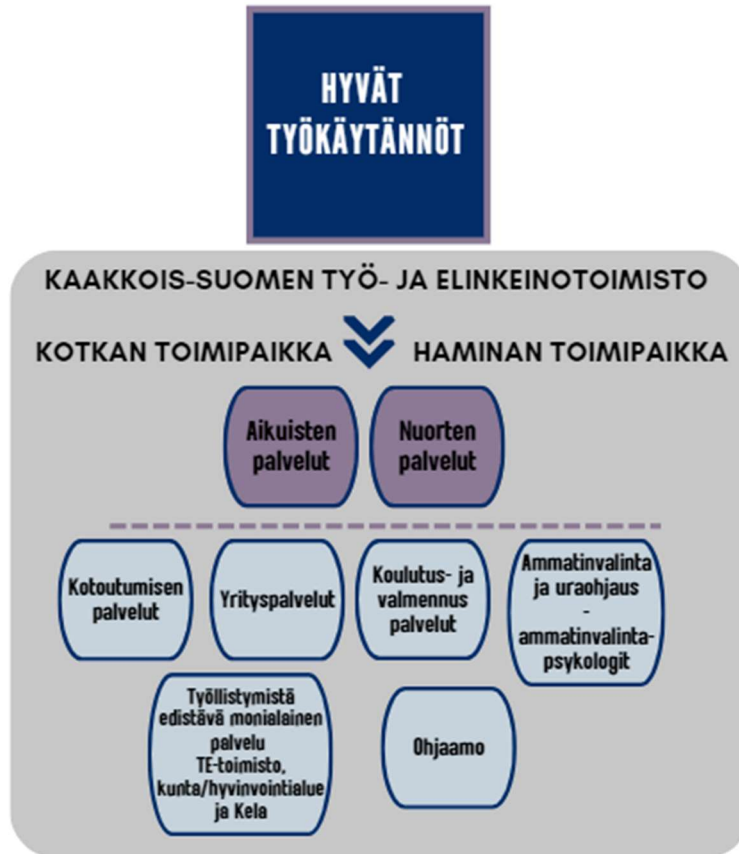 HYVÄT
TYÖKÄYTÄNNÖT
KAAKKOIS-SUOMEN TYÖ- JA ELINKEINOTOIMISTO
KOTKAN TOIMIPAIKKA
HAMINAN TOIMIPAIKKA
Aikuisten
palvelut
Nuorten
palvelut
Kotoutumisen
palvelut
Yrityspalvelut
Koulutus- ja
valmennus
palvelut
Ammatinvalinta
ja uraohjaus
-
ammatinvalinta-
psykologit
Työllistymistä
edistävä monialainen
palvelu
TE-toimisto,
kunta/hyvinvointialue
ja Kela
Ohjaamo